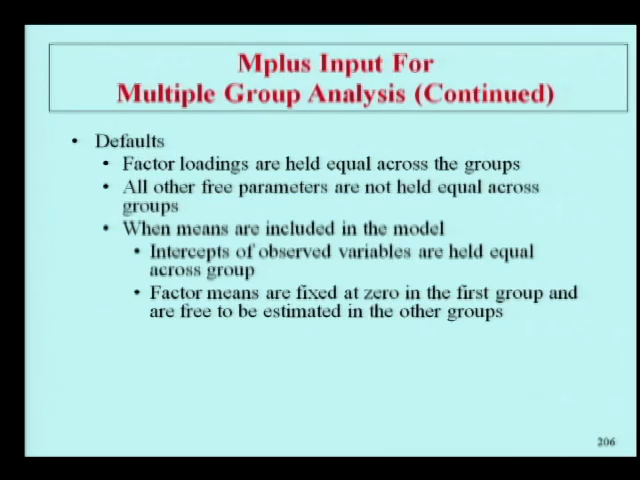 Mplus Input For
Multiple Group Analysis (Continued)
• Defaults
• Factor loadings are held equal across the groups
• All other free parameters are not held equal across
groups
• When means are included in the model
• Intercepts of observed variables are held equal
across group
• Factor means are fixed at zero in the first group and
are free to be estimated in the other groups
206